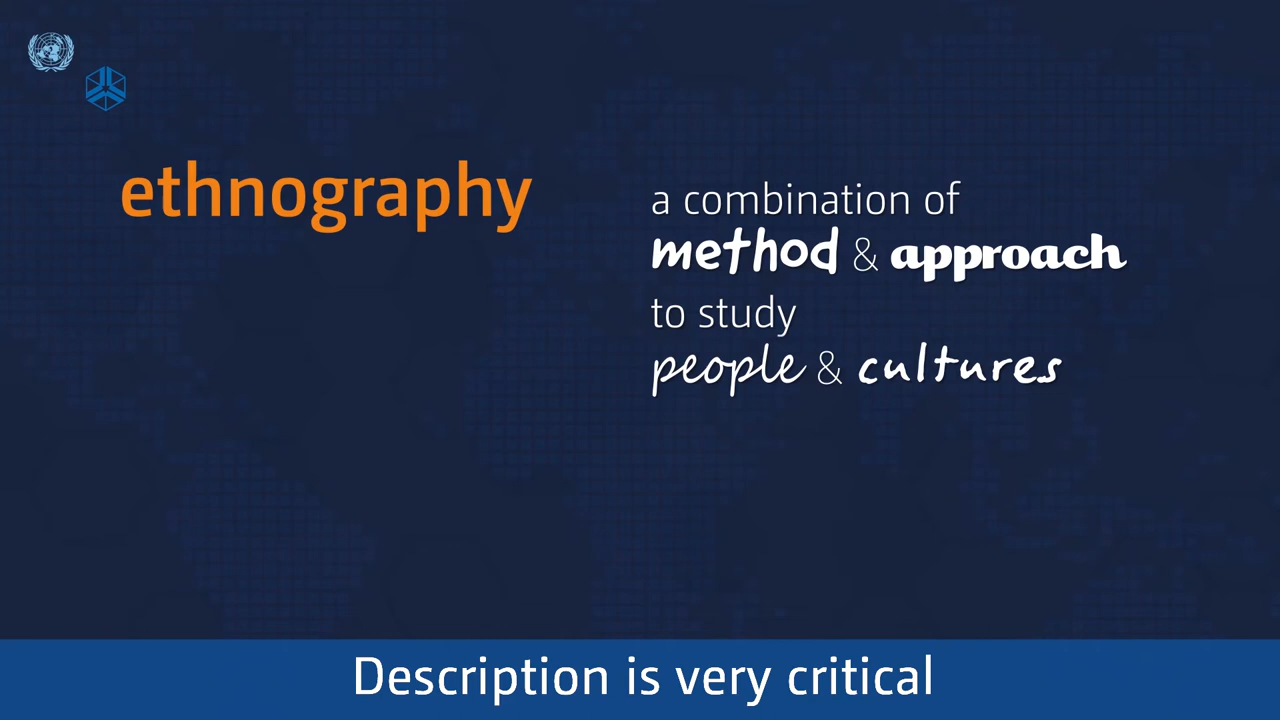 ethnography
a combination of
method & approach
to study
people & cultures
Description is very critical